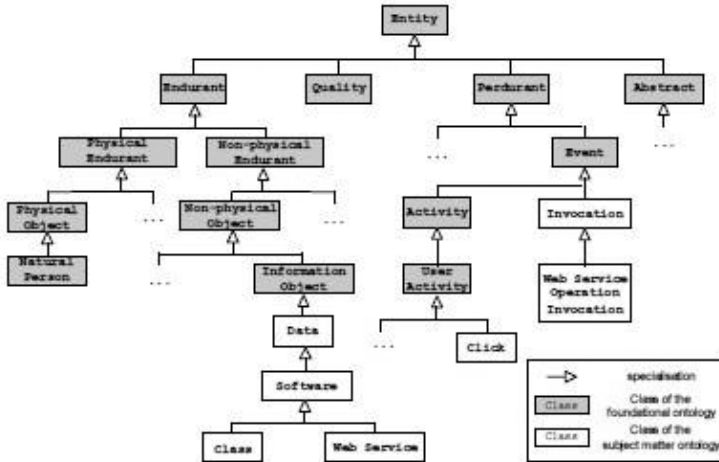 Entity
Endurant
Quality
Perdurant
Abstract
Physical
Endurant
Non-physical
Endurant
...
Event
...
Physical
Object
...
Non-physical
Object
...
Activity
Invocation
Natural
Person
...
Information
Object
User
Activity
Web Service
Operation
Invocation
Data
...
Click
Software
Class
Web Service
specialisation
Class
Class of the
foundational ontology
Class
Class of the
subject matter ontology